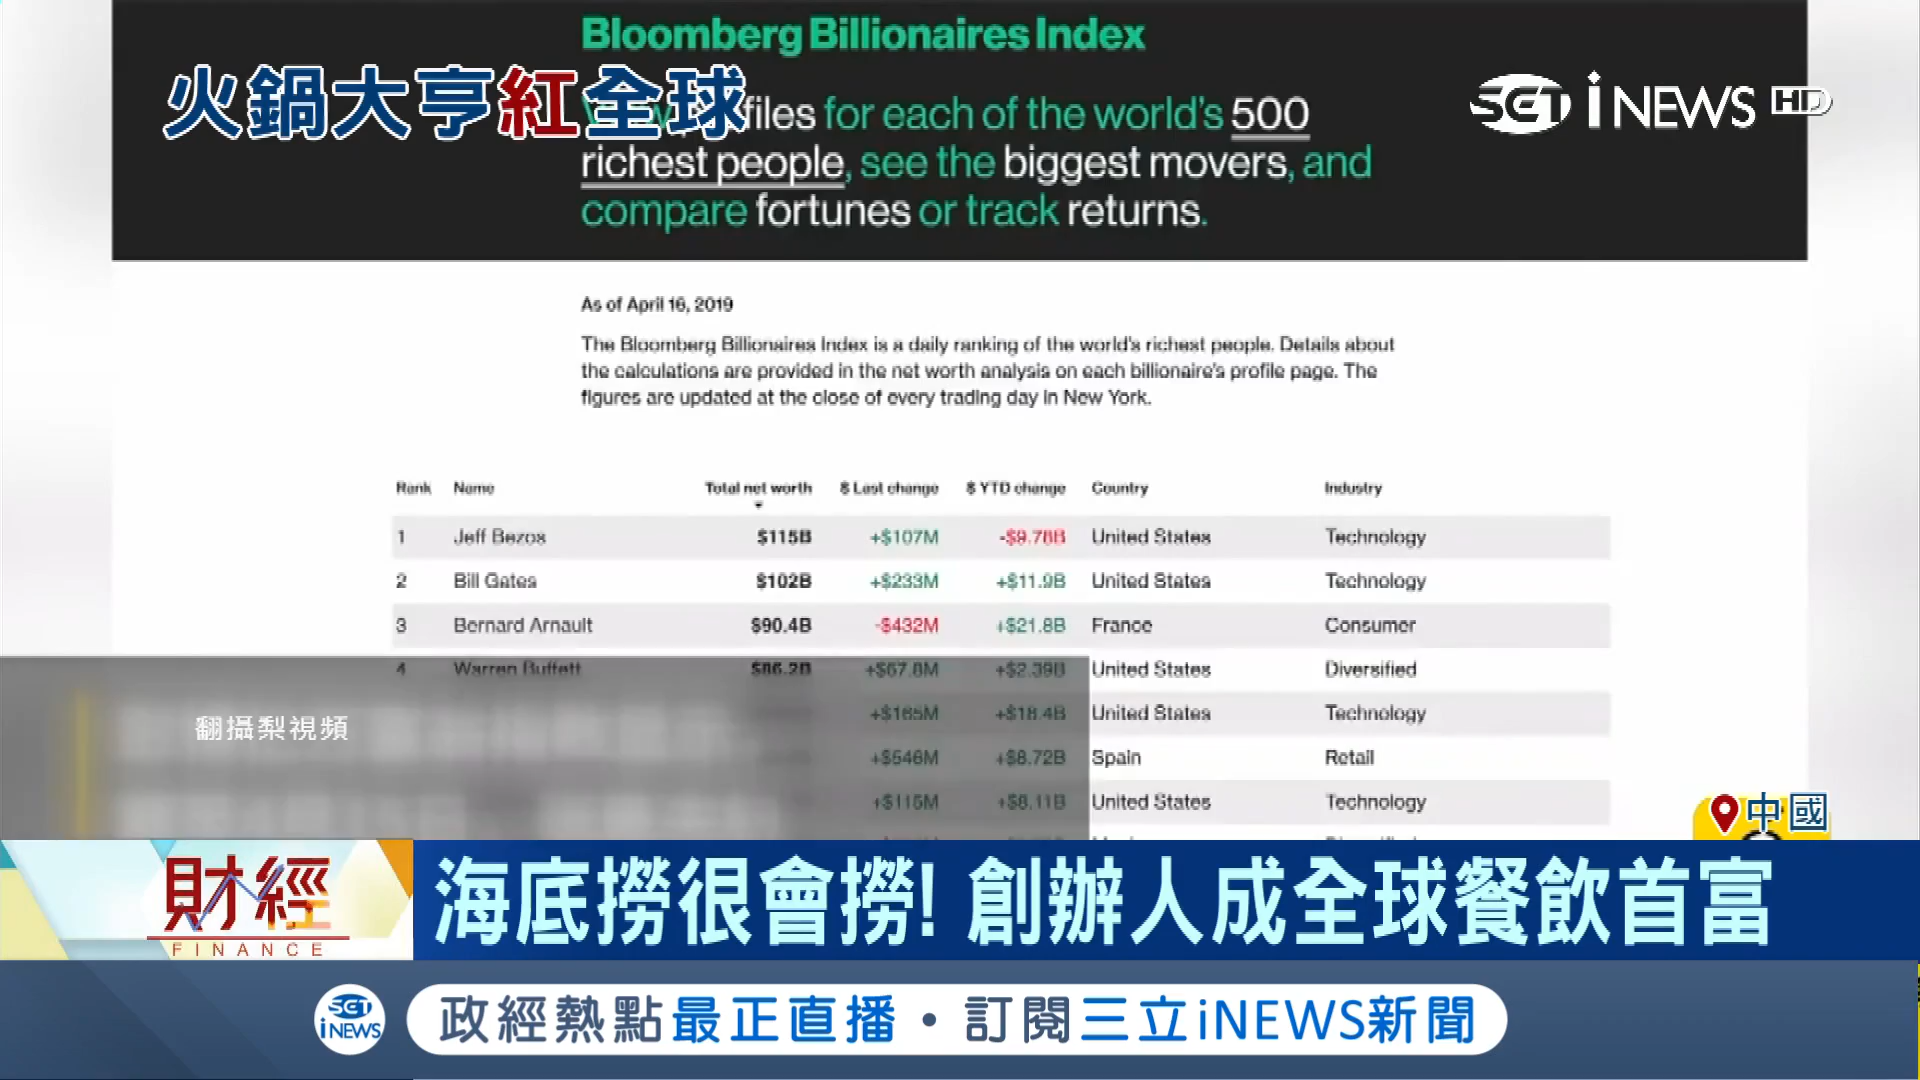 Bloomberg Billionaires Index
火鍋大亨紅全球
SET iNEWS HD
files for each of the world's 500
richest people, see the biggest movers, and
compare fortunes or track returns.
As of April 16, 2019
The Bloomberg Billionaires Index is a daily ranking of the world's richest people. Details about
the calculations are provided in the net worth analysis on each billionaire's profile page. The
figures are updated at the close of every trading day in New York.
Rank Name Total net worth $ Last change $ YTD change Country Industry
1 Jeff Bezos $115B +$107M -$9.78B United States Technology
2 Bill Gates $102B +$233M +$11.9B United States Technology
3 Bernard Arnault $90.4B -$432M +$21.8B France Consumer
4 Warren Buffett $86.2B +$67.8M +$2.39B United States Diversified
+$165M +$18.4B United States Technology
翻攝梨視頻
+$546M +$8.72B Spain Retail
+$115M +$8.11B United States Technology
中國
財經
FINANCE
海底撈很會撈! 創辦人成全球餐飲首富
SET iNEWS
政經熱點最正直播・訂閱三立iNEWS新聞